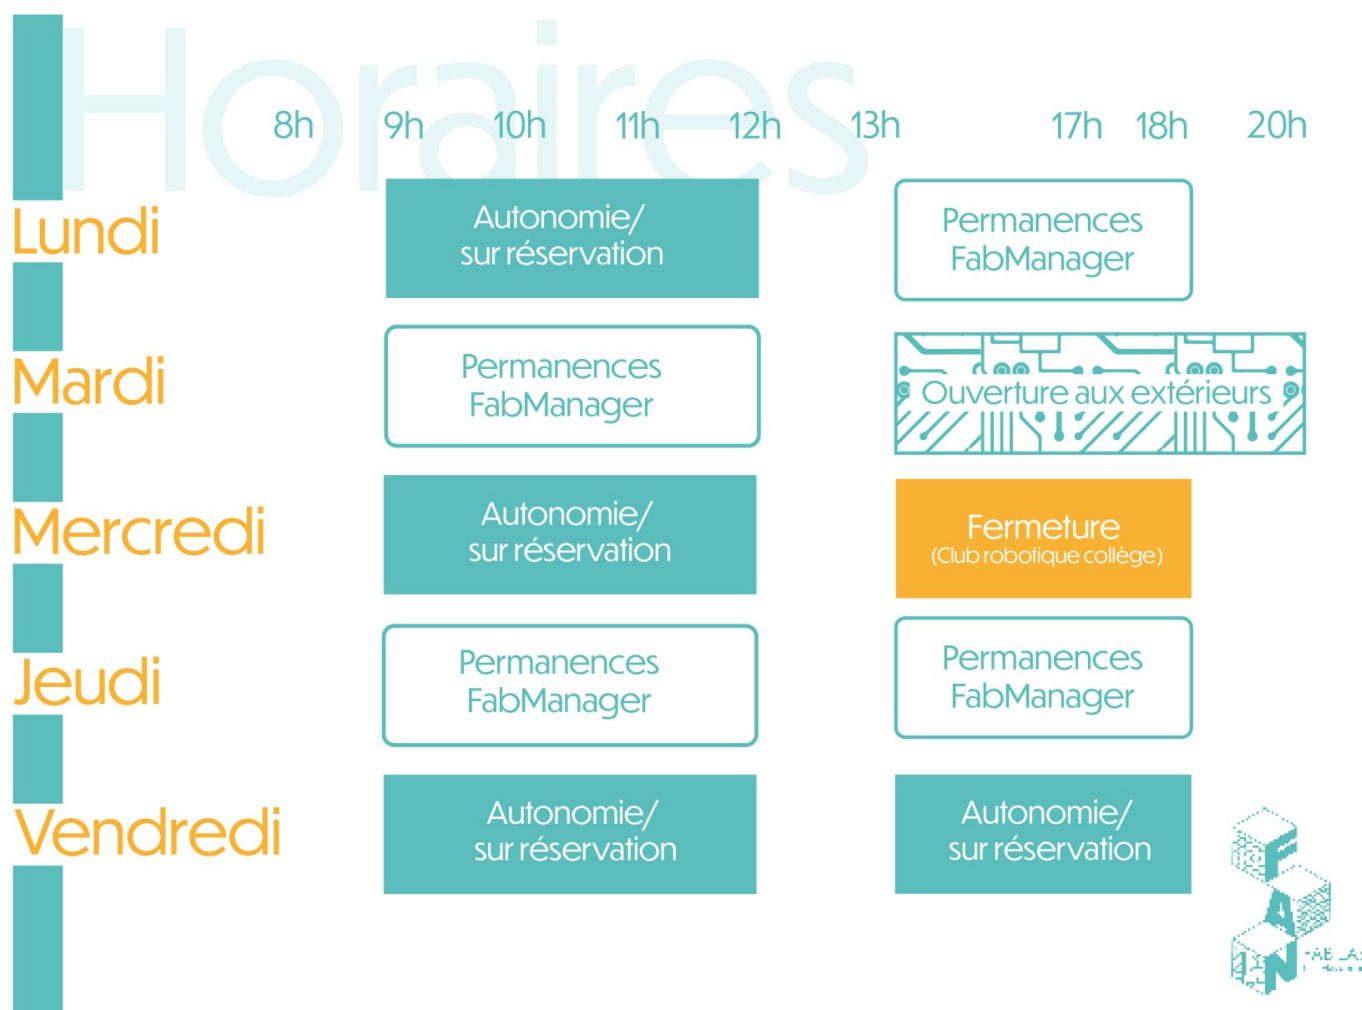 Horaires
8h 9h 10h 11h 12h 13h 17h 18h 20h
Lundi
Autonomie/
sur réservation
Permanences
FabManager
Mardi
Permanences
FabManager
Ouverture aux extérieurs
Mercredi
Autonomie/
sur réservation
Fermeture
(Club robotique collège)
Jeudi
Permanences
FabManager
Permanences
FabManager
Vendredi
Autonomie/
sur réservation
Autonomie/
sur réservation
F
A
N